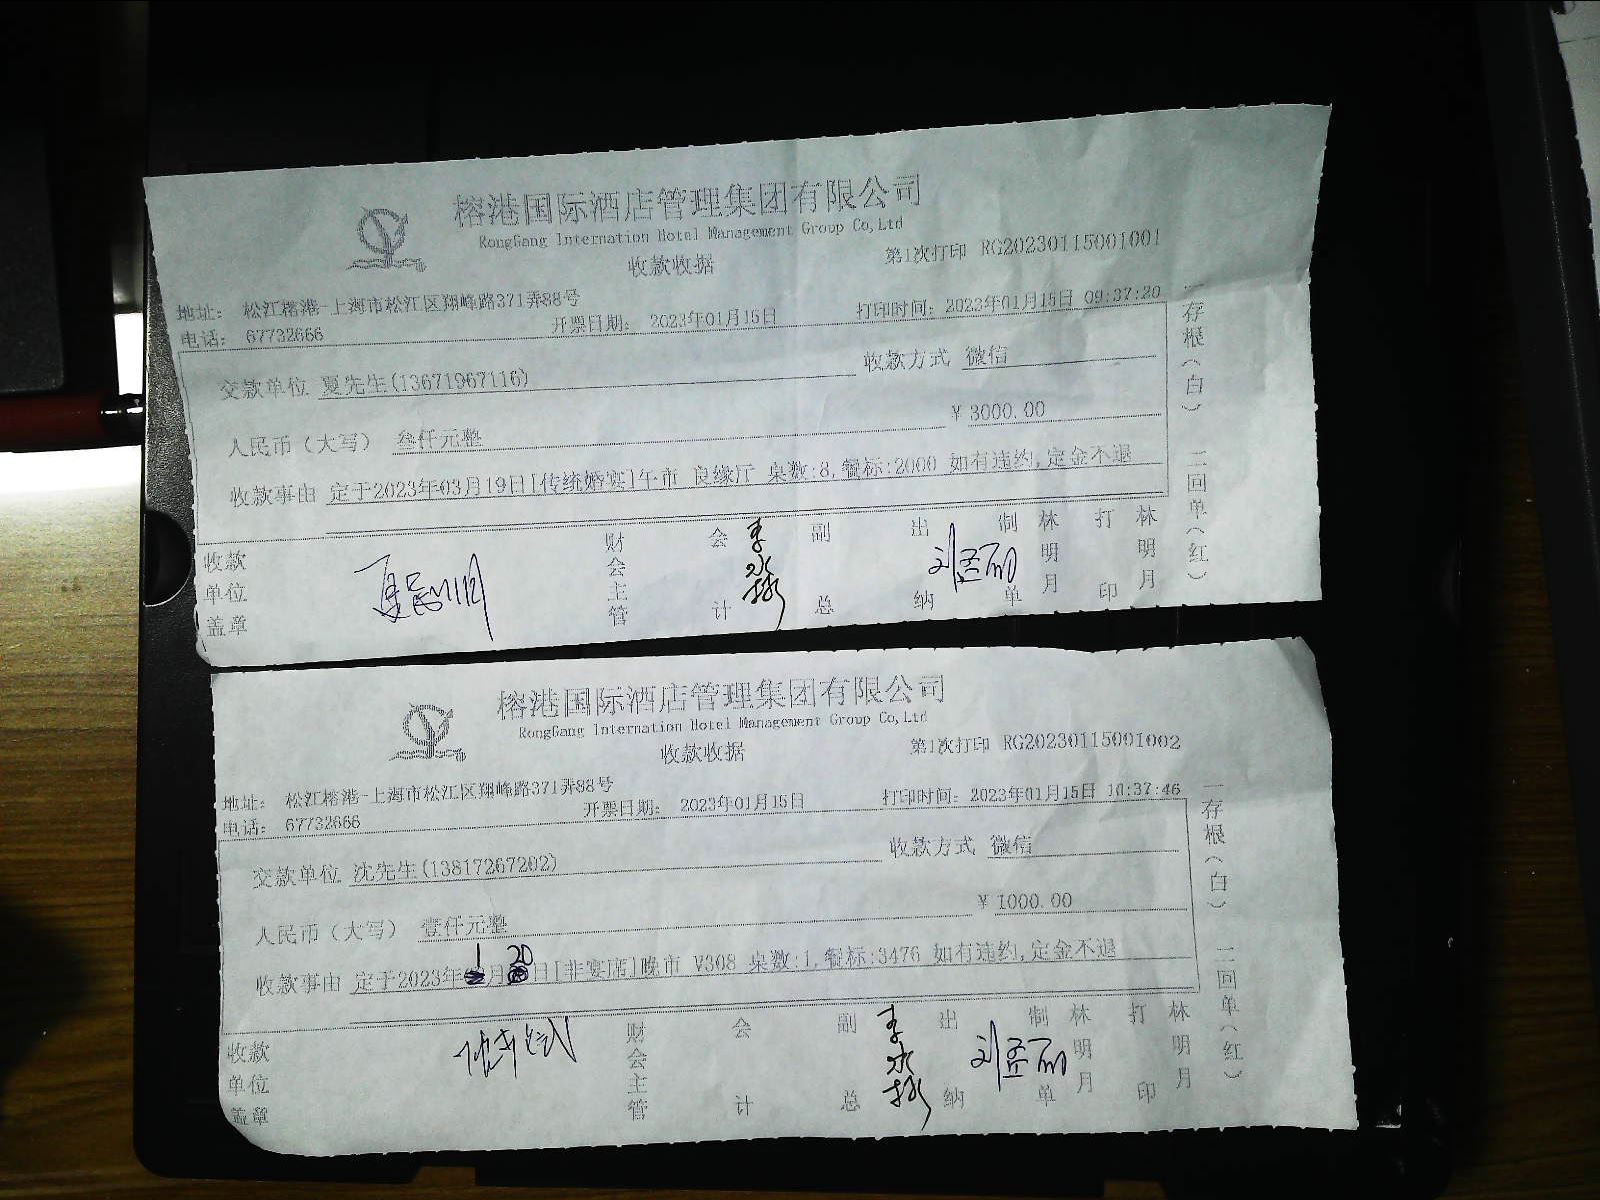 榕港国际酒店管理集团有限公司
RongGang Internation Hotel Management Group Co,Ltd
收款收据
第1次打印 RG20230115001001
地址： 松江榕港-上海市松江区翔峰路371弄88号
电话： 67732666
开票日期： 2023年01月15日
打印时间：2023年01月15日 09:37:20
交款单位 夏先生(13671967116)
收款方式 微信
人民币（大写） 叁仟元整
￥3000.00
收款事由 定于2023年03月19日[传统婚宴]午市 良缘厅 桌数:8,餐标:2000 如有违约,定金不退
收款单位盖章
财会主管
会计 李水标
副总
出纳
制单 林明月
打印 林明月
一存根（白） 二回单（红）
榕港国际酒店管理集团有限公司
RongGang Internation Hotel Management Group Co,Ltd
收款收据
第1次打印 RG20230115001002
地址： 松江榕港-上海市松江区翔峰路371弄88号
电话： 67732666
开票日期： 2023年01月15日
打印时间：2023年01月15日 10:37:46
交款单位 沈先生(13817267202)
收款方式 微信
人民币（大写） 壹仟元整
￥1000.00
收款事由 定于2023年1月20日[非宴席]晚市 V308 桌数:1,餐标:3476 如有违约,定金不退
收款单位盖章
财会主管
会计
副总
出纳
制单 林明月
打印 林明月
一存根（白） 二回单（红）